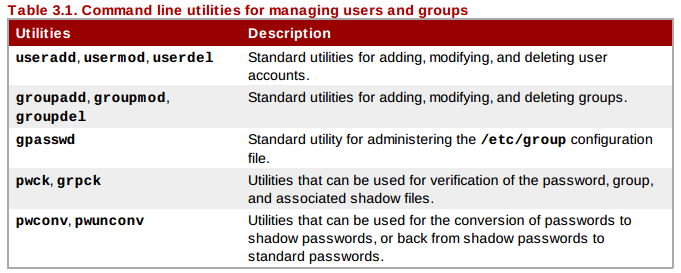 Table 3.1. Command line utilities for managing users and groups
Utilities Description
useradd, usermod, userdel Standard utilities for adding, modifying, and deleting user
accounts.
groupadd, groupmod, Standard utilities for adding, modifying, and deleting groups.
groupdel
gpasswd Standard utility for administering the /etc/group configuration
file.
pwck, grpck Utilities that can be used for verification of the password, group,
and associated shadow files.
pwconv, pwunconv Utilities that can be used for the conversion of passwords to
shadow passwords, or back from shadow passwords to
standard passwords.